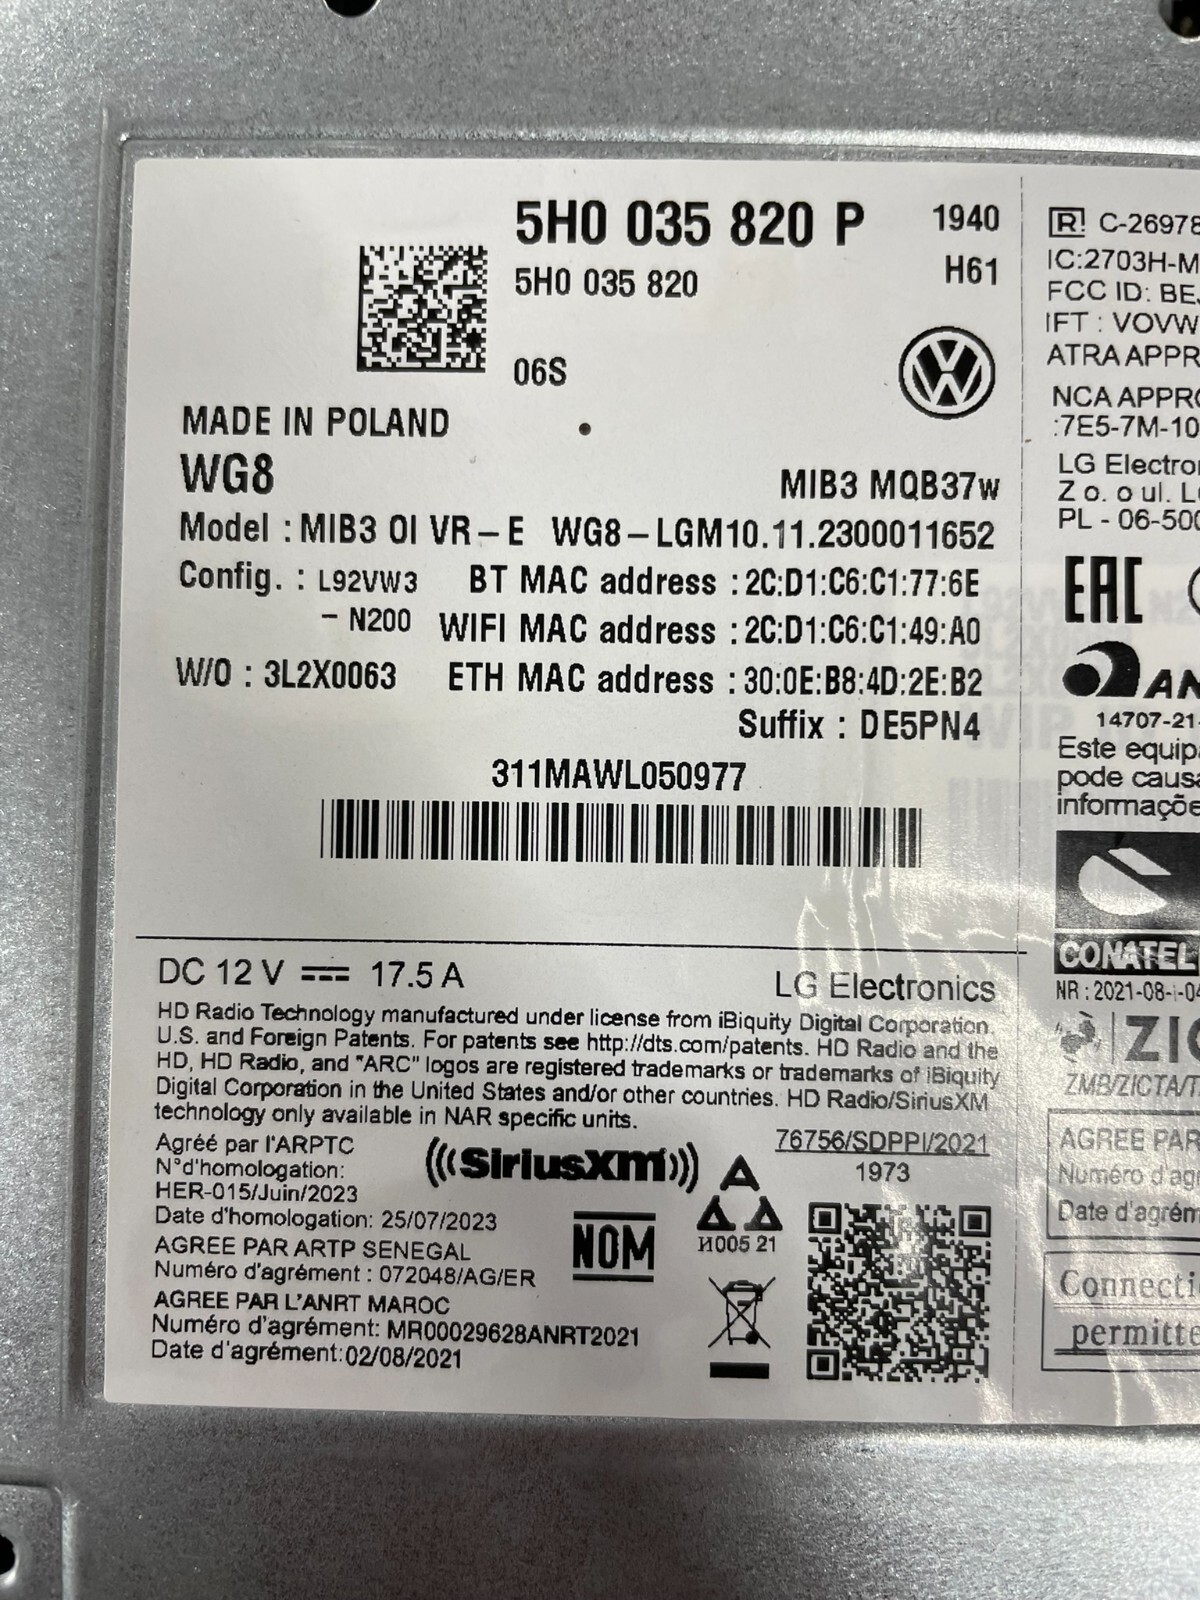 5H0 035 820 P
1940
5H0 035 820
H61
06S
MADE IN POLAND
WG8
MIB3 MQB37w
Model : MIB3 OI VR-E WG8-LGM10.11.2300011652
Config. : L92VW3
- N200
BT MAC address : 2C:D1:C6:C1:77:6E
WIFI MAC address : 2C:D1:C6:C1:49:A0
W/O : 3L2X0063
ETH MAC address : 30:0E:B8:4D:2E:B2
Suffix : DE5PN4
311MAWL050977
DC 12 V 17.5 A
LG Electronics
HD Radio Technology manufactured under license from iBiquity Digital Corporation.
U.S. and Foreign Patents. For patents see http://dts.com/patents. HD Radio and the
HD, HD Radio, and "ARC" logos are registered trademarks or trademarks of iBiquity
Digital Corporation in the United States and/or other countries. HD Radio/SiriusXM
technology only available in NAR specific units.
Agréé par l'ARPTC
N°d'homologation:
HER-015/Juin/2023
Date d'homologation: 25/07/2023
AGREE PAR ARTP SENEGAL
Numéro d'agrément : 072048/AG/ER
AGREE PAR L'ANRT MAROC
Numéro d'agrément: MR00029628ANRT2021
Date d'agrément:02/08/2021
(((SiriusXM)))
NOM
И005 21
76756/SDPPI/2021
1973
R! C-26978
IC:2703H-M
FCC ID: BE
IFT : VOVW
ATRA APPR
NCA APPRO
:7E5-7M-10
LG Electro
Z o. o ul. L
PL - 06-500
EAC
AN
14707-21-
Este equip
pode causa
informaçõe
CONATEL
NR : 2021-08-
ZIC
ZMB/ZICTA/T
AGREE PAR
Numéro d'ag
Date d'agrém
Connecti
permitte